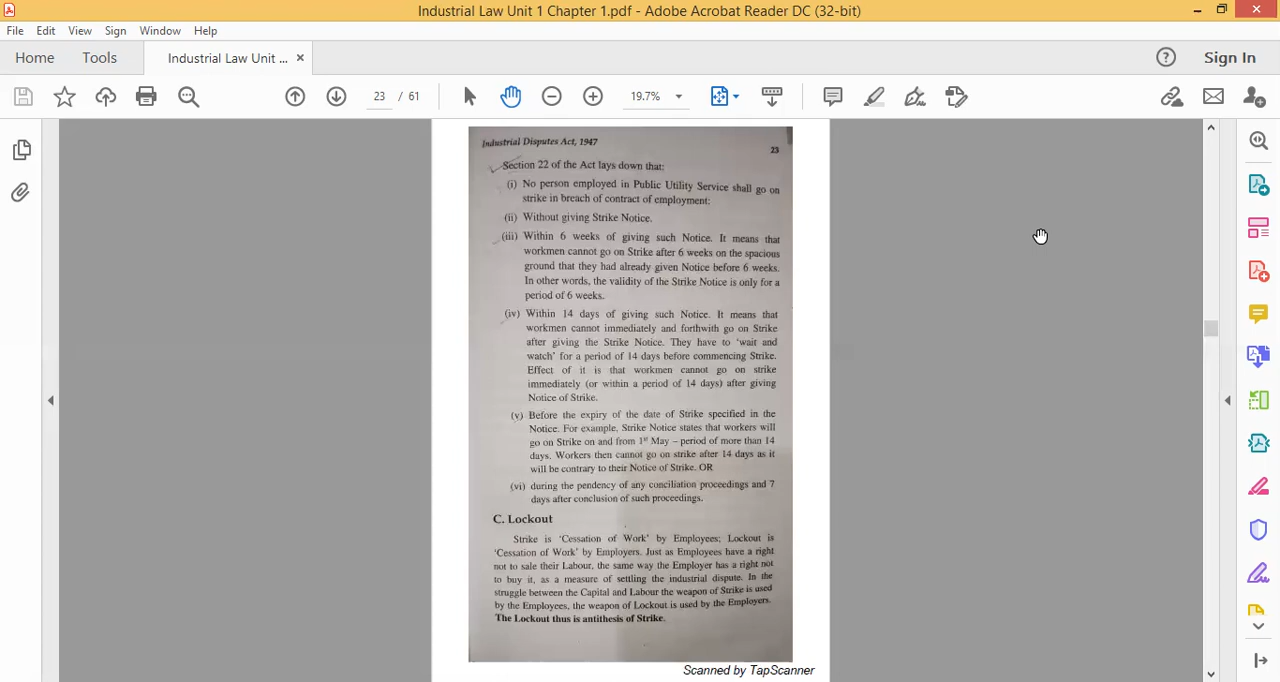 Industrial Law Unit 1 Chapter 1.pdf - Adobe Acrobat Reader DC (32-bit)
File Edit View Sign Window Help
Home Tools Industrial Law Unit ... × Sign In
23 / 61 19.7%
Industrial Disputes Act, 1947
23
Section 22 of the Act lays down that:
(i) No person employed in Public Utility Service shall go on
strike in breach of contract of employment:
(ii) Without giving Strike Notice.
(iii) Within 6 weeks of giving such Notice. It means that
workmen cannot go on Strike after 6 weeks on the spacious
ground that they had already given Notice before 6 weeks.
In other words, the validity of the Strike Notice is only for a
period of 6 weeks.
(iv) Within 14 days of giving such Notice. It means that
workmen cannot immediately and forthwith go on Strike
after giving the Strike Notice. They have to 'wait and
watch' for a period of 14 days before commencing Strike.
Effect of it is that workmen cannot go on strike
immediately (or within a period of 14 days) after giving
Notice of Strike.
(v) Before the expiry of the date of Strike specified in the
Notice. For example, Strike Notice states that workers will
go on Strike on and from 1st May – period of more than 14
days. Workers then cannot go on strike after 14 days as it
will be contrary to their Notice of Strike. OR
(vi) during the pendency of any conciliation proceedings and 7
days after conclusion of such proceedings.
C. Lockout
Strike is 'Cessation of Work' by Employees; Lockout is
'Cessation of Work' by Employers. Just as Employees have a right
not to sale their Labour, the same way the Employer has a right not
to buy it, as a measure of settling the industrial dispute. In the
struggle between the Capital and Labour the weapon of Strike is used
by the Employees, the weapon of Lockout is used by the Employers.
The Lockout thus is antithesis of Strike.
Scanned by TapScanner